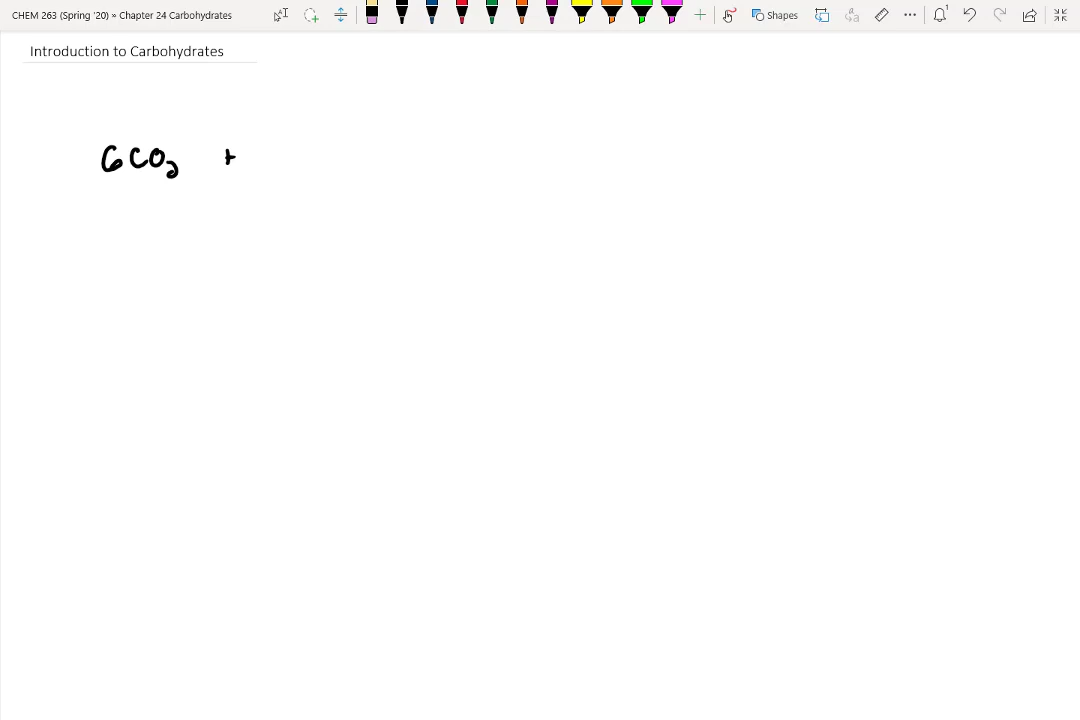 CHEM 263 (Spring '20) » Chapter 24 Carbohydrates Shapes
Introduction to Carbohydrates
6CO₂ +